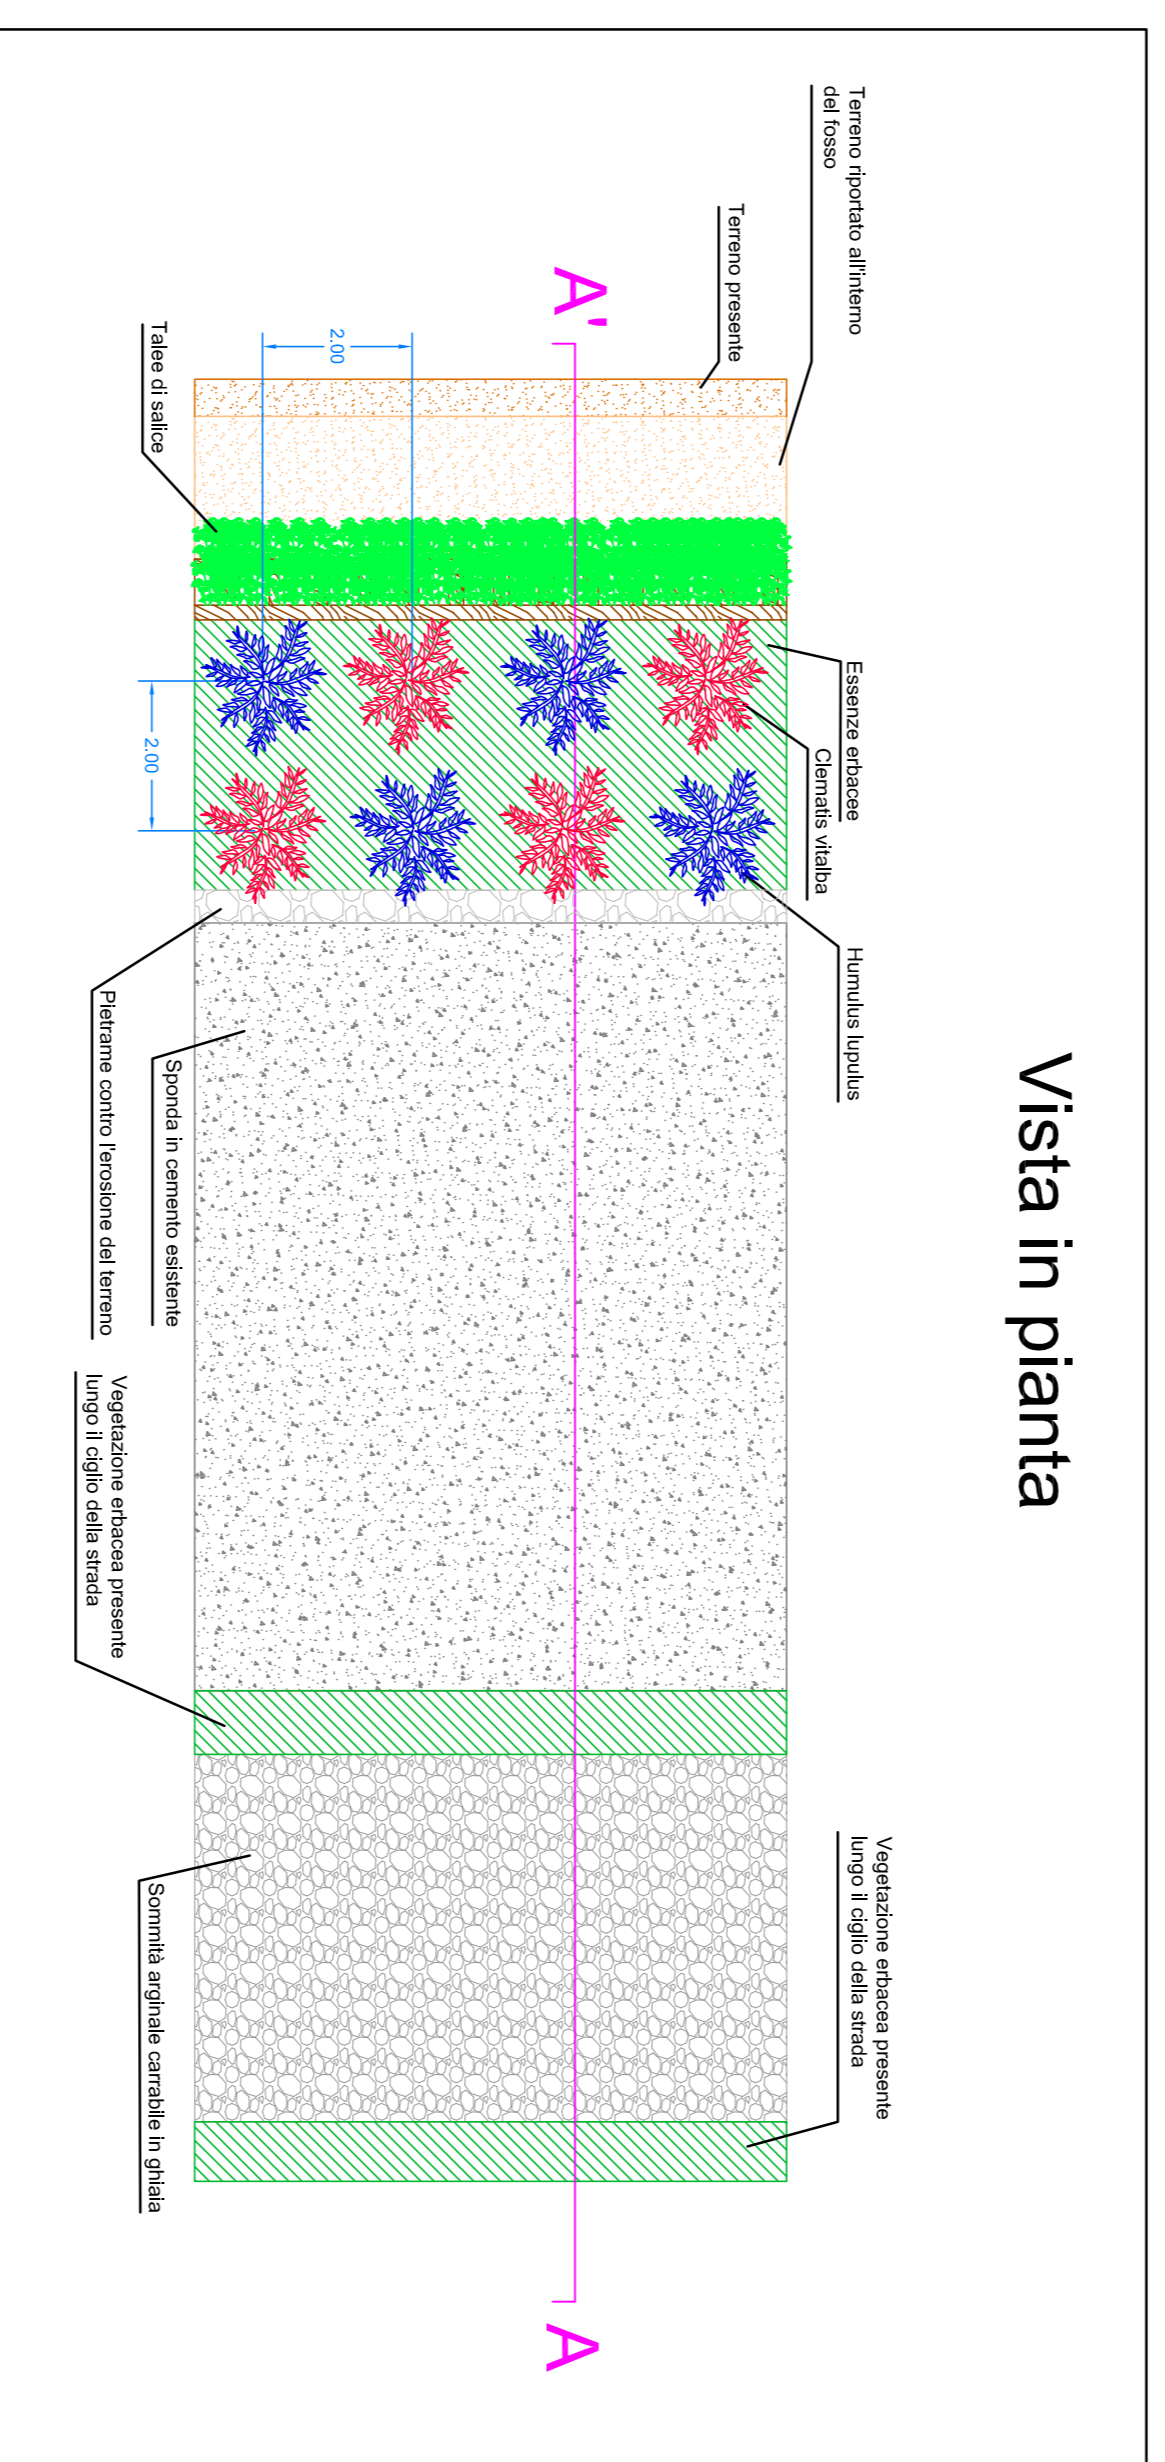 Vista in pianta
Terreno riportato all'interno
del fosso
Terreno presente
A'
Talee di salice
2.00
2.00
Essenze erbacee
Clematis vitalba
Humulus lupulus
Pietrame contro l'erosione del terreno
Sponda in cemento esistente
Vegetazione erbacea presente
lungo il ciglio della strada
Vegetazione erbacea presente
lungo il ciglio della strada
Sommità arginale carrabile in ghiaia
A